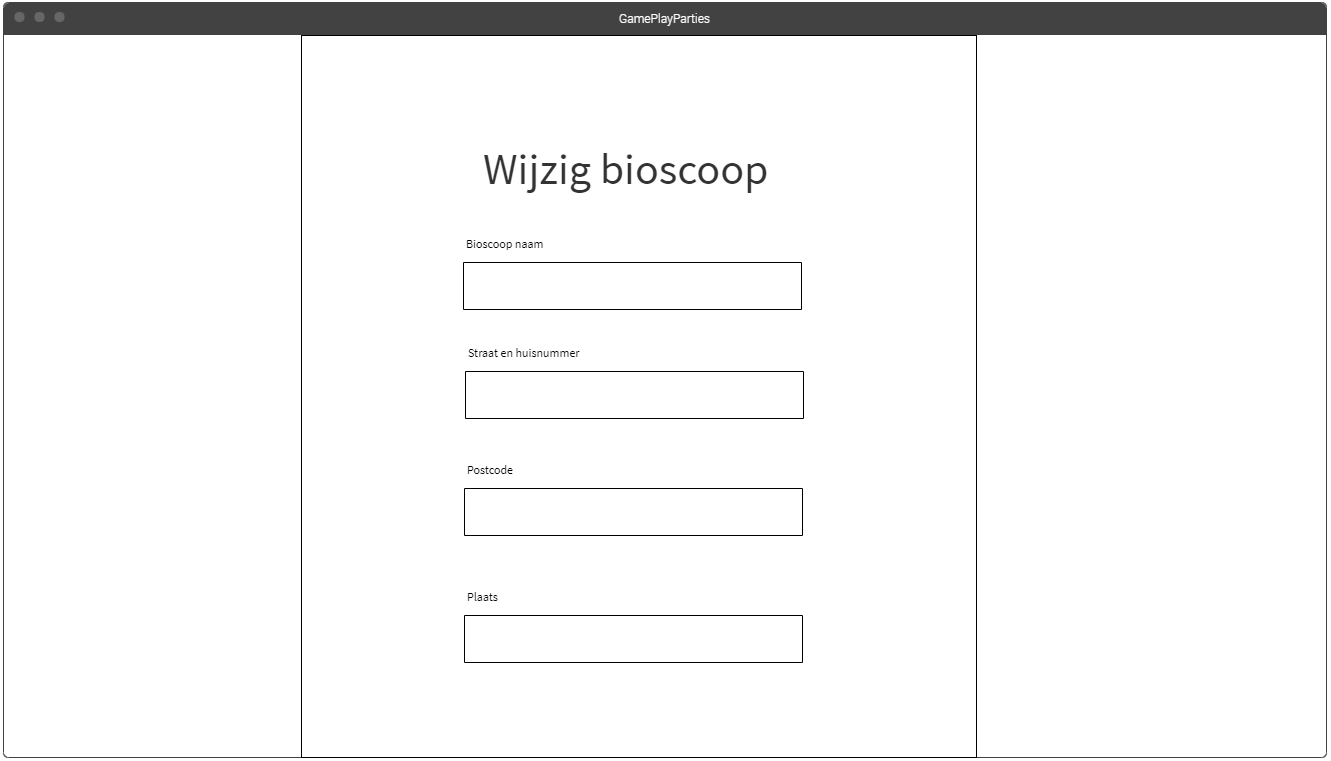 GamePlayParties
Wijzig bioscoop
Bioscoop naam
Straat en huisnummer
Postcode
Plaats